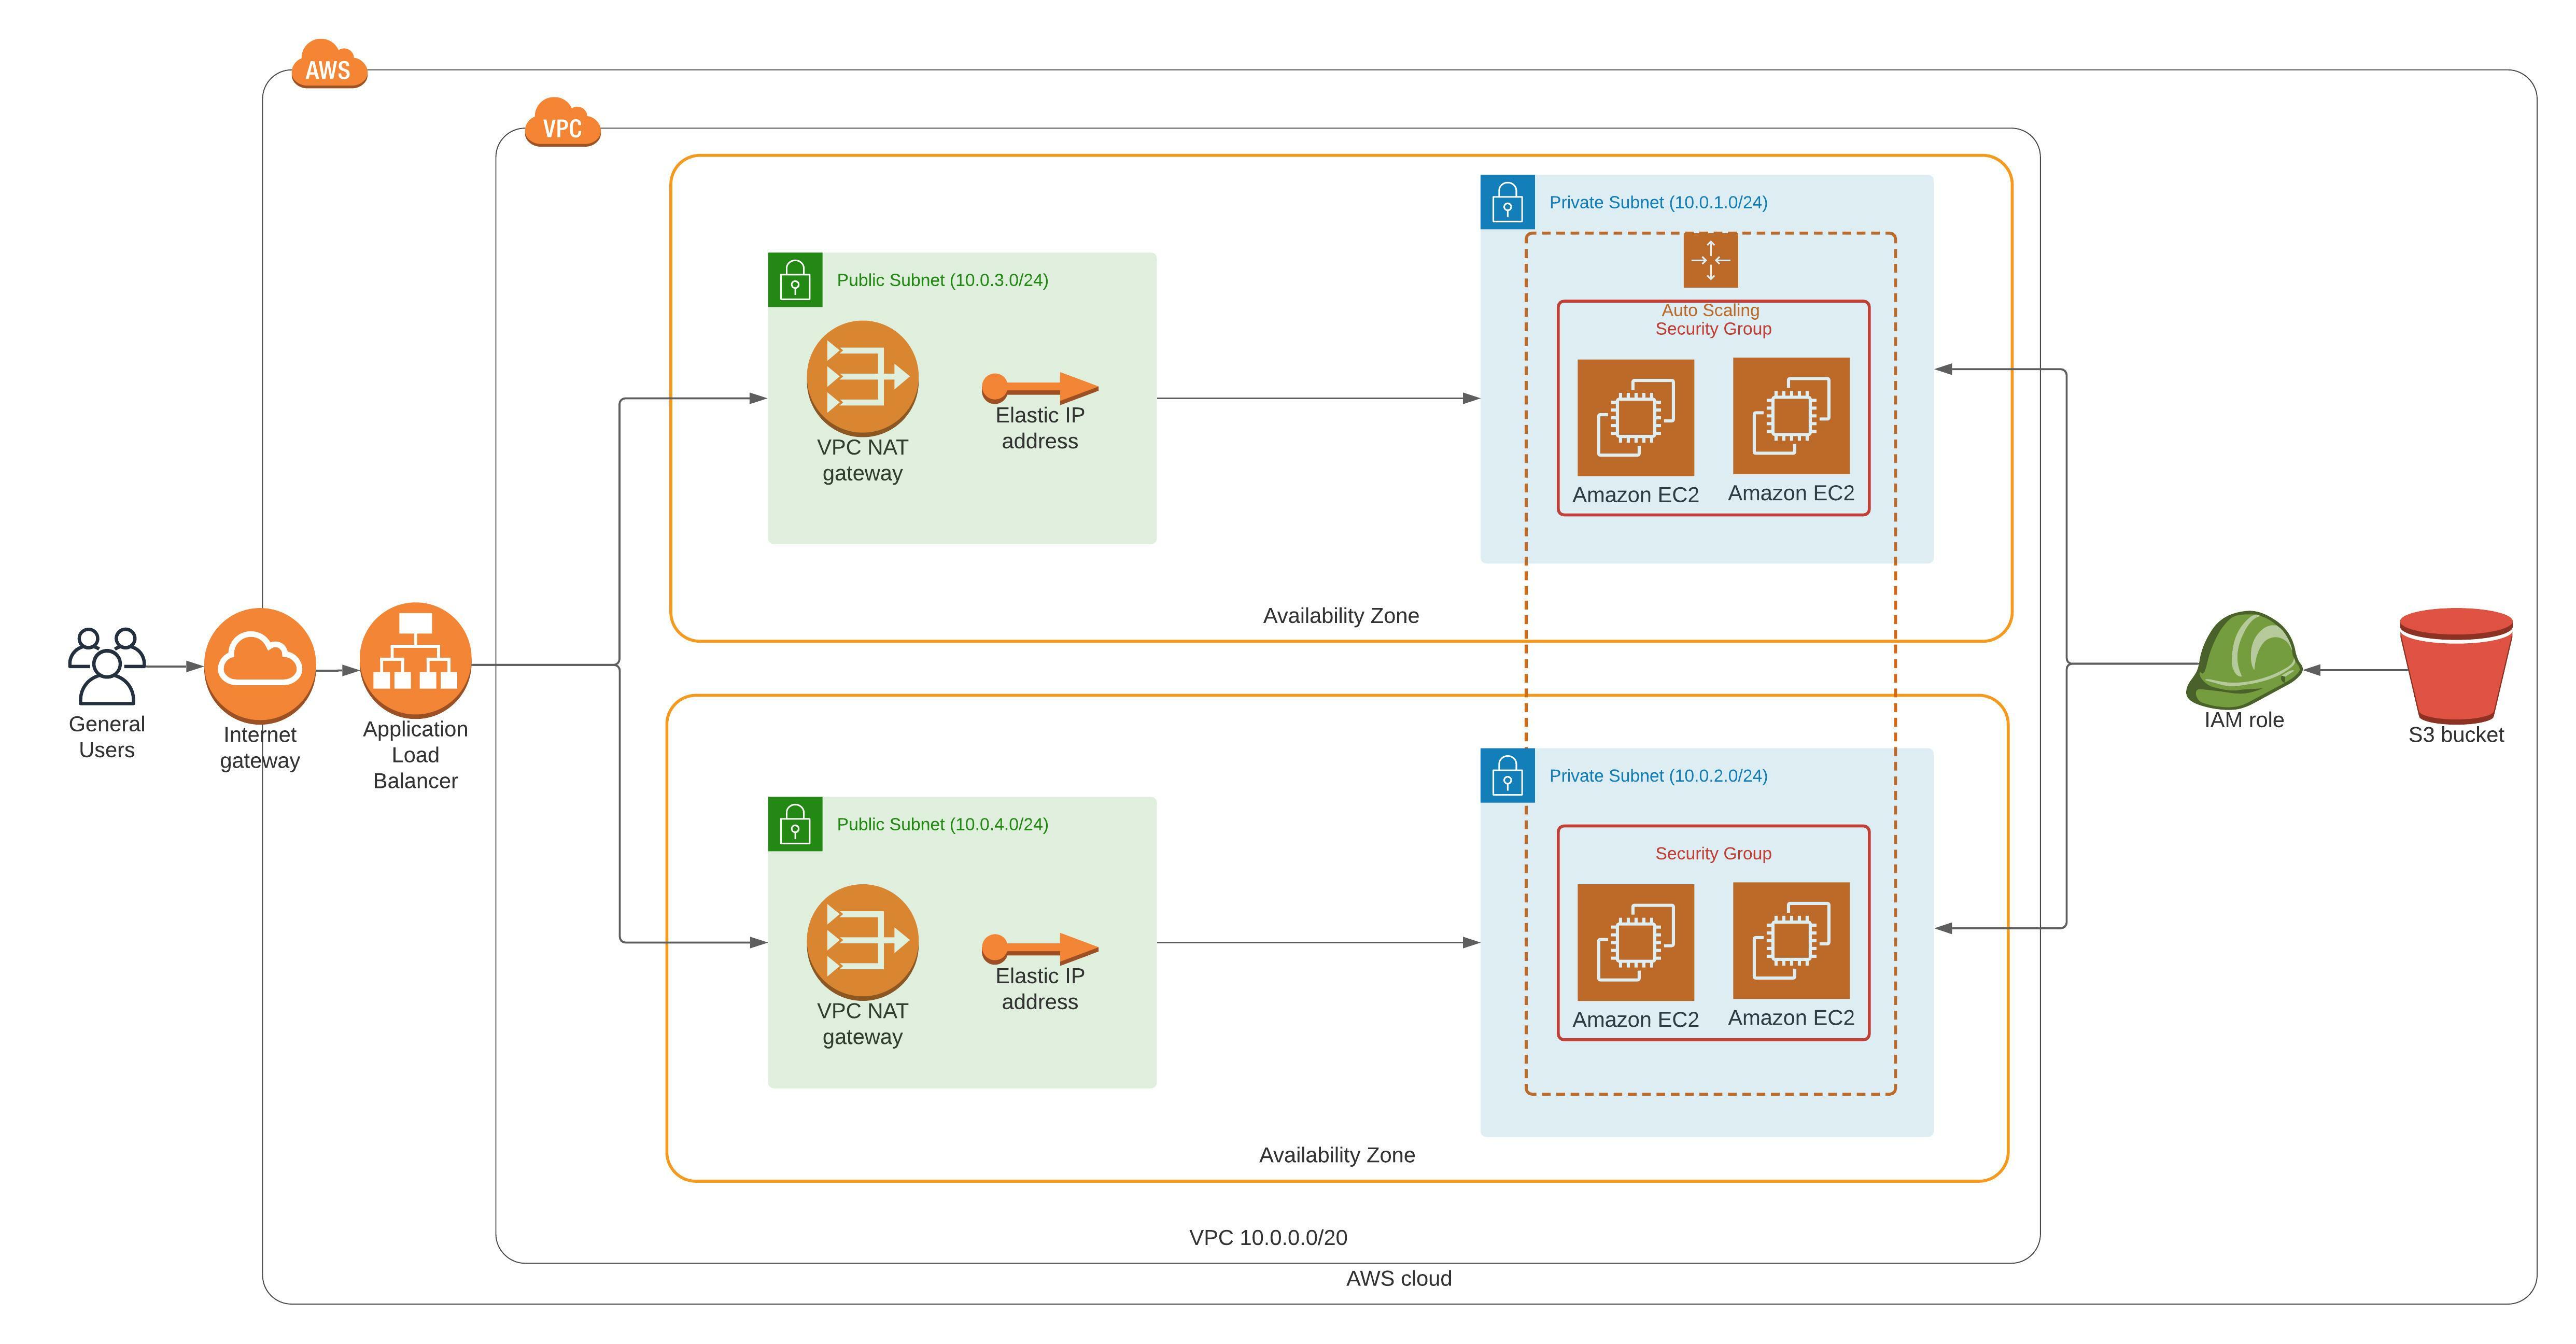 AWS
VPC
Private Subnet (10.0.1.0/24)
Public Subnet (10.0.3.0/24)
Auto Scaling
Security Group
Elastic IP
address
VPC NAT
gateway
Amazon EC2
Amazon EC2
Availability Zone
General
Users
Internet
gateway
Application
Load
Balancer
IAM role
S3 bucket
Private Subnet (10.0.2.0/24)
Public Subnet (10.0.4.0/24)
Security Group
Elastic IP
address
VPC NAT
gateway
Amazon EC2
Amazon EC2
Availability Zone
VPC 10.0.0.0/20
AWS cloud